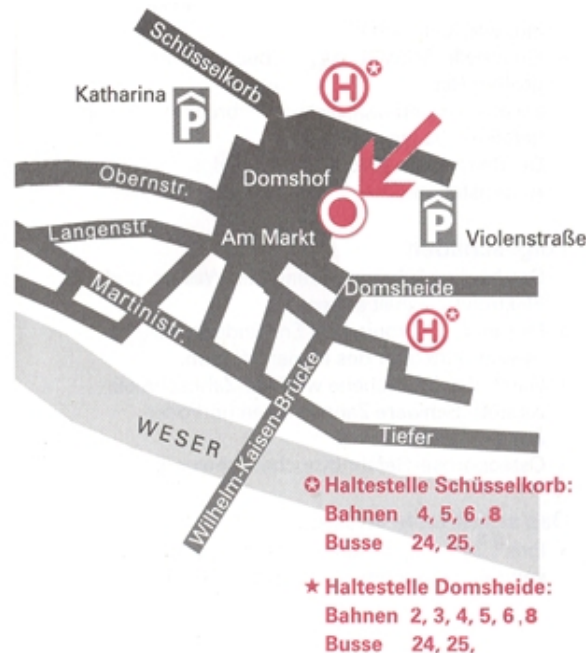 Schüsselkorb
H
Katharina
P
Obernstr.
Domshof
Langenstr.
Am Markt
P
Violenstraße
Domsheide
Martinistr.
H
WESER
Wilhelm-Kaisen-Brücke
Tiefer
Haltestelle Schüsselkorb:
Bahnen 4, 5, 6 ,8
Busse 24, 25,
Haltestelle Domsheide:
Bahnen 2, 3, 4, 5, 6 ,8
Busse 24, 25,